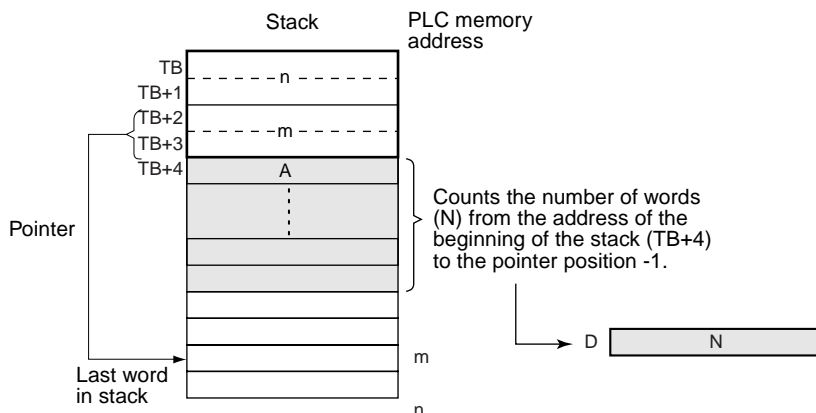 Stack
PLC memory
address
TB
n
TB+1
TB+2
m
TB+3
TB+4
A
Pointer
Counts the number of words
(N) from the address of the
beginning of the stack (TB+4)
to the pointer position -1.
D
N
m
Last word
in stack
n